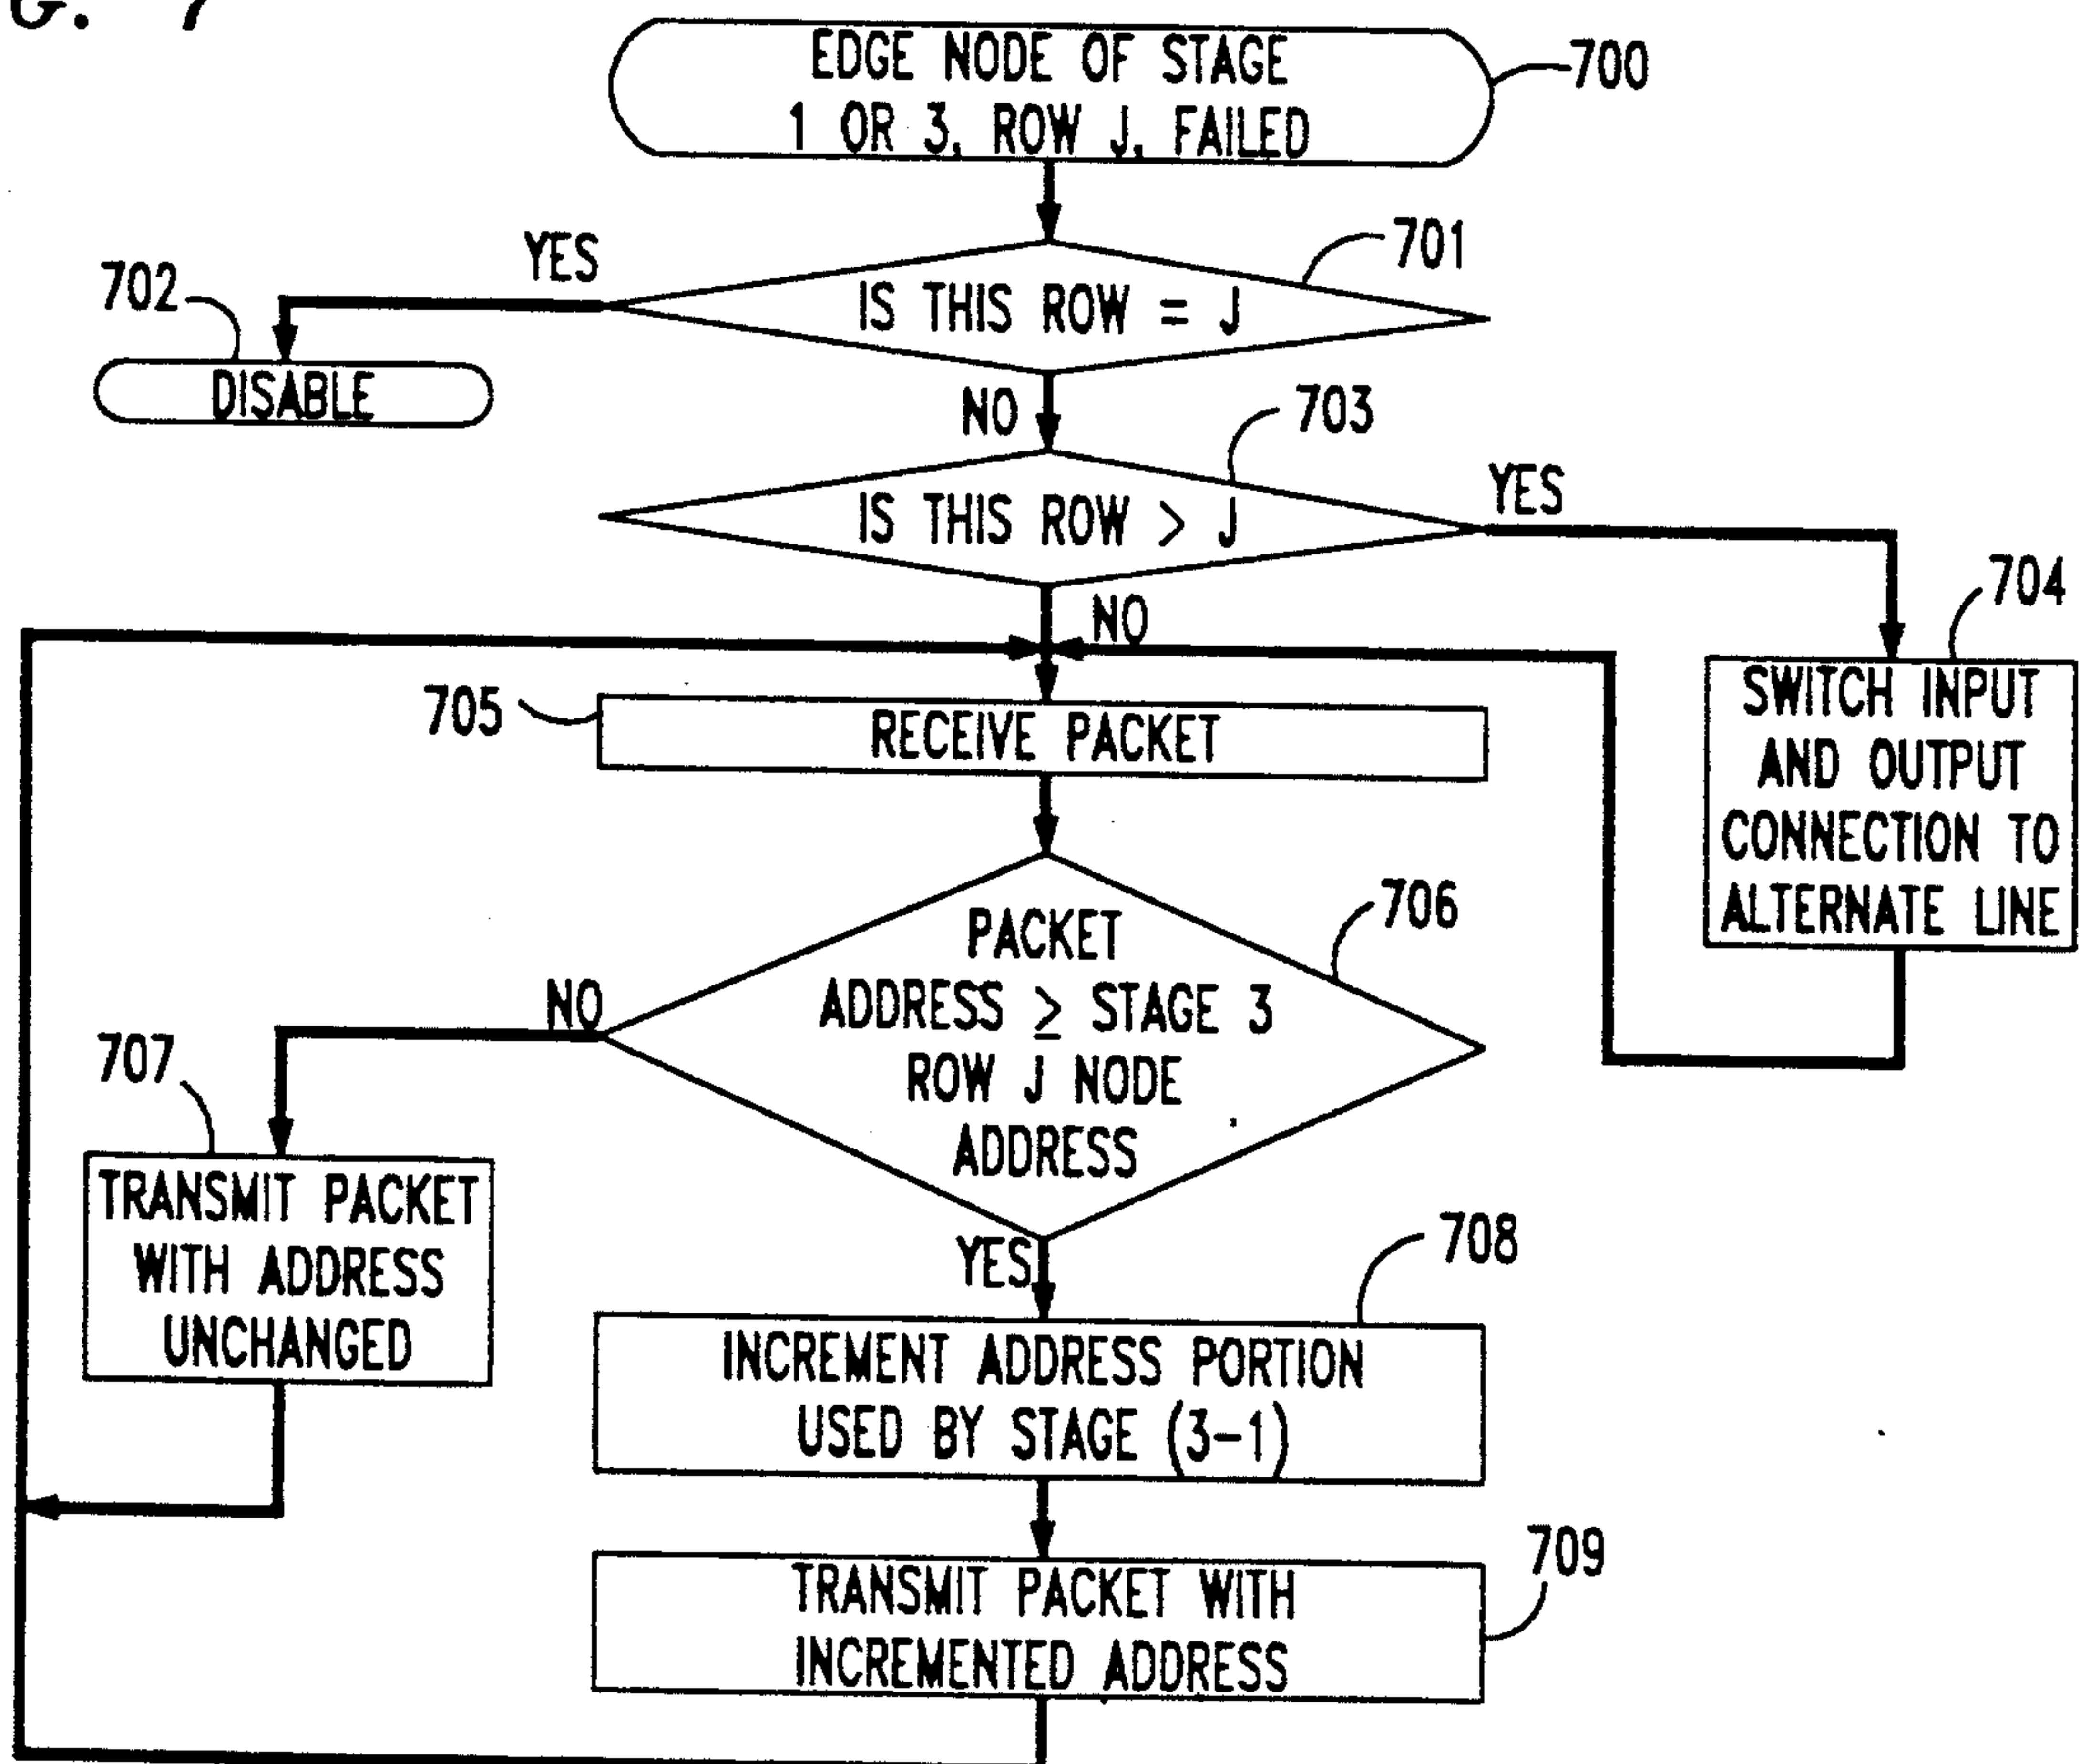 G. 7
EDGE NODE OF STAGE
1 OR 3, ROW J, FAILED
700
701
YES
IS THIS ROW = J
702
DISABLE
NO
703
IS THIS ROW > J
YES
704
NO
SWITCH INPUT
AND OUTPUT
CONNECTION TO
ALTERNATE LINE
705
RECEIVE PACKET
706
PACKET
ADDRESS ≥ STAGE 3
ROW J NODE
ADDRESS
NO
707
TRANSMIT PACKET
WITH ADDRESS
UNCHANGED
YES
708
INCREMENT ADDRESS PORTION
USED BY STAGE (3-1)
709
TRANSMIT PACKET WITH
INCREMENTED ADDRESS